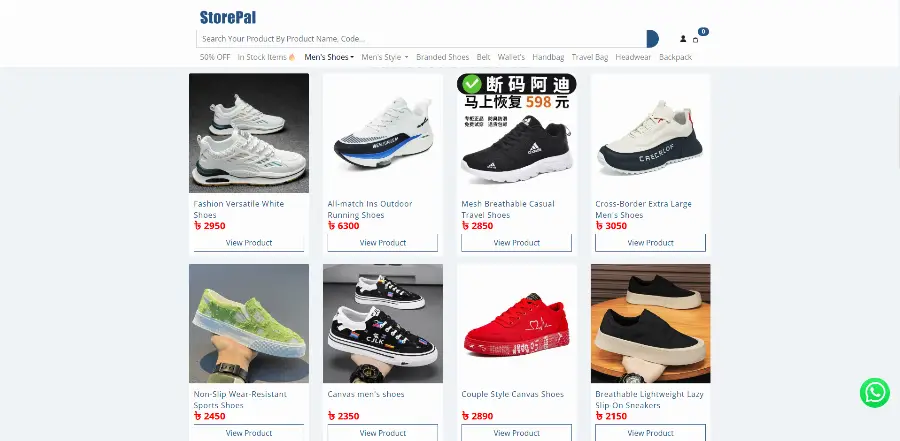 StorePal
Search Your Product By Product Name, Code...
0
50% OFF In Stock Items Men's Shoes Men's Style Branded Shoes Belt Wallet's Handbag Travel Bag Headwear Backpack
断码阿迪
马上恢复 598 元
adidas
CRECRLOF
Fashion Versatile White
Shoes
৳ 2950
View Product
All-match Ins Outdoor
Running Shoes
৳ 6300
View Product
Mesh Breathable Casual
Travel Shoes
৳ 2850
View Product
Cross-Border Extra Large
Men's Shoes
৳ 3050
View Product
CJLK
Non-Slip Wear-Resistant
Sports Shoes
৳ 2450
View Product
Canvas men's shoes
৳ 2350
View Product
Couple Style Canvas Shoes
৳ 2890
View Product
Breathable Lightweight Lazy
Slip On Sneakers
৳ 2150
View Product